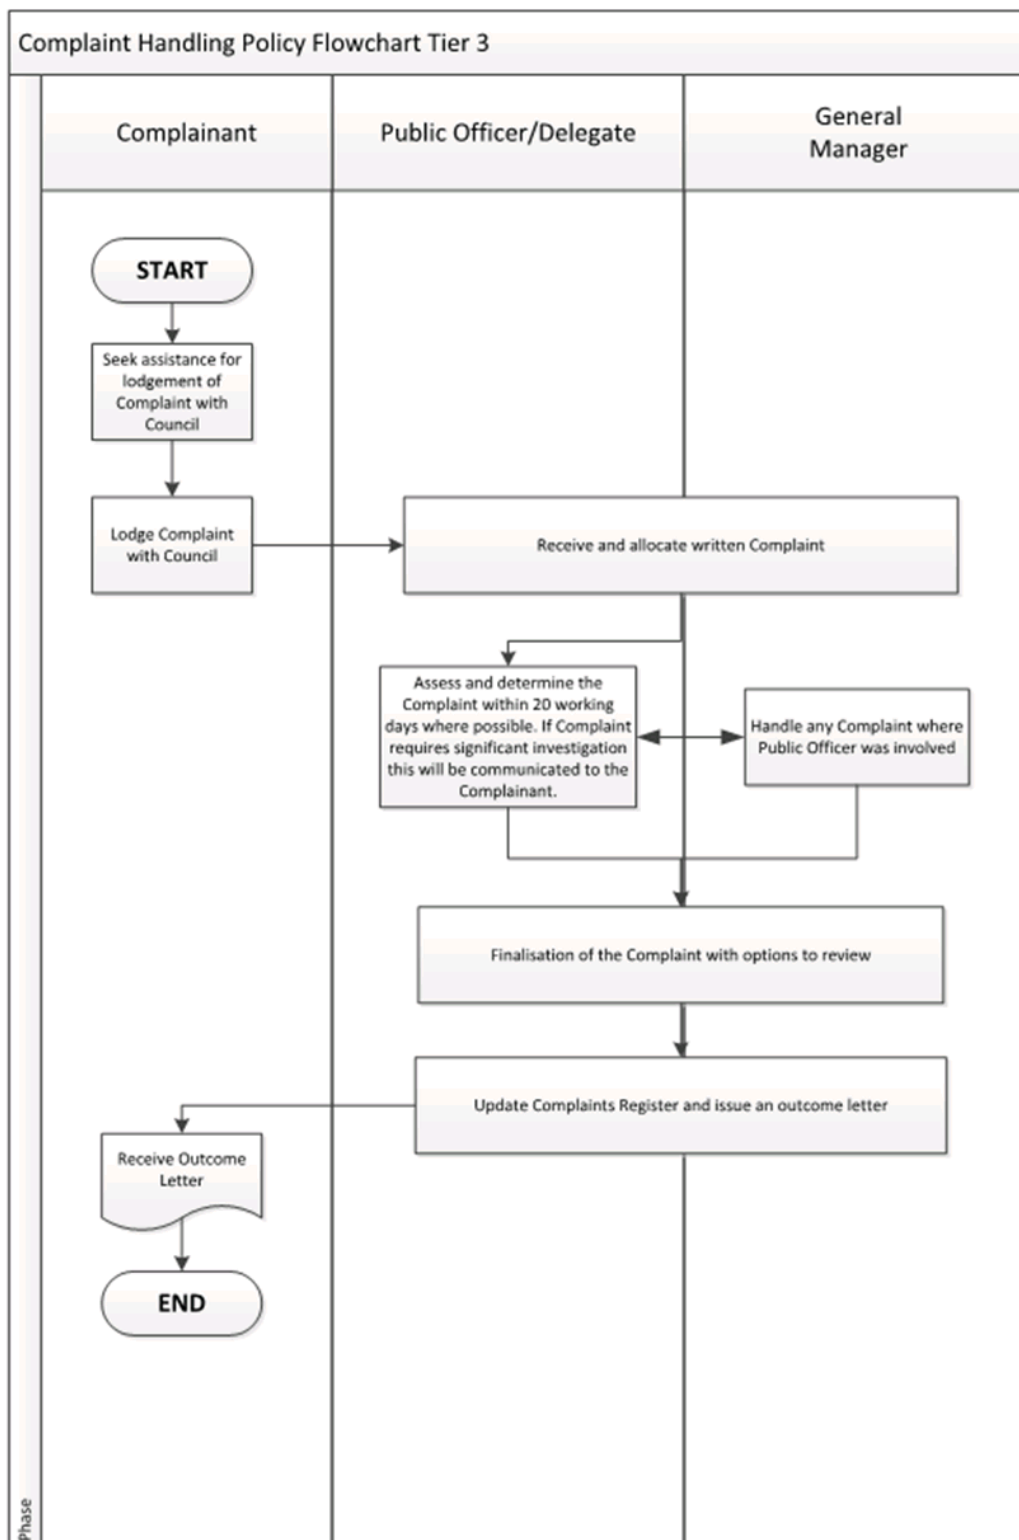 Complaint Handling Policy Flowchart Tier 3
Complainant
Public Officer/Delegate
General
Manager
START
Seek assistance for
lodgement of
Complaint with
Council
Lodge Complaint
with Council
Receive and allocate written Complaint
Assess and determine the
Complaint within 20 working
days where possible. If Complaint
requires significant investigation
this will be communicated to the
Complainant.
Handle any Complaint where
Public Officer was involved
Finalisation of the Complaint with options to review
Update Complaints Register and issue an outcome letter
Receive Outcome
Letter
END
Phase